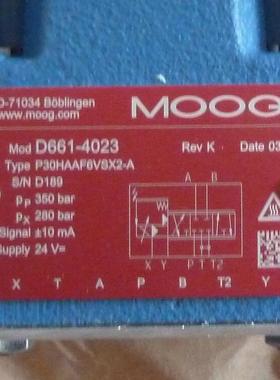 D-71034 Böblingen
www.moog.com
MOOG
Mod D661-4023 Rev K Date 03
Type P30HAAF6VSX2-A
S/N D189
pP 350 bar
pX 280 bar
Signal ±10 mA
Supply 24 V=
A B
X Y P T T2
X T A P B T2 Y